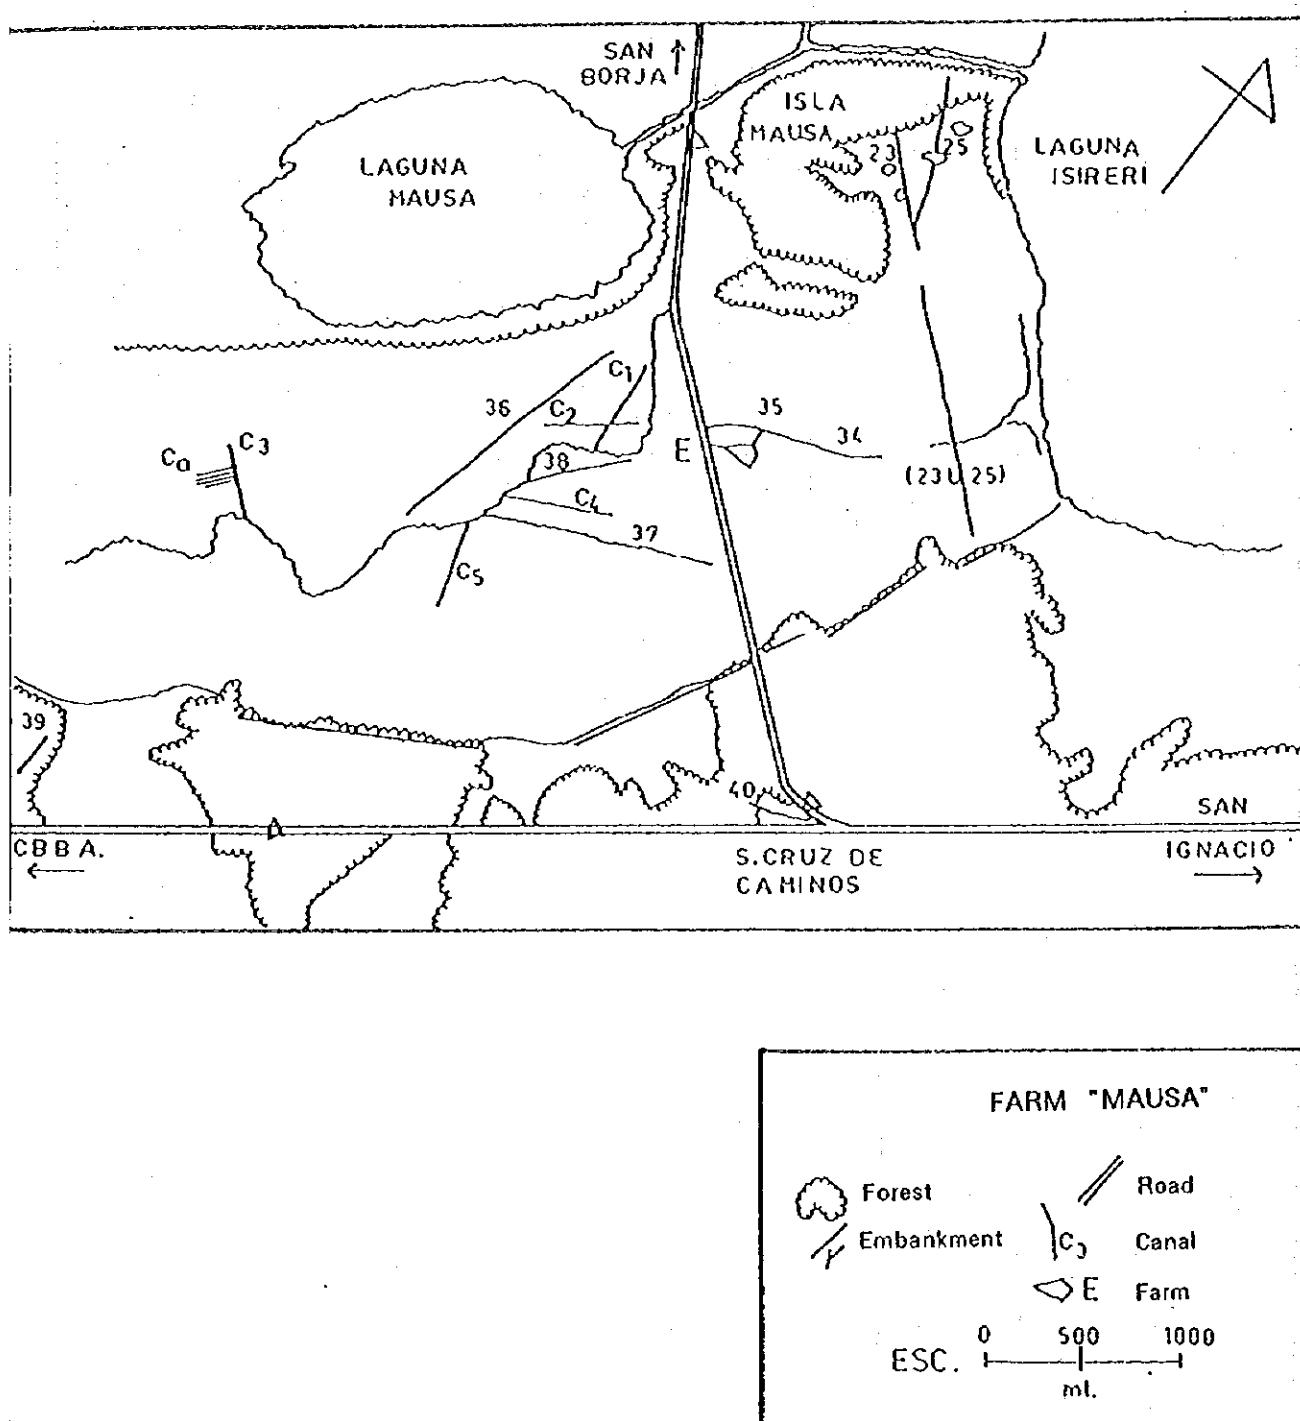 SAN
BORJA
ISLA
MAUSA
LAGUNA
MAUSA
23
25
LAGUNA
ISIRERÍ
C1
36
C2
35
34
C3
Ca
38
E
(23 U 25)
C4
37
C5
39
40
SAN
CBBA.
S.CRUZ DE
CAMINOS
IGNACIO
FARM "MAUSA"
Forest
Road
Embankment
C
Canal
E
Farm
0 500 1000
ESC.
ml.